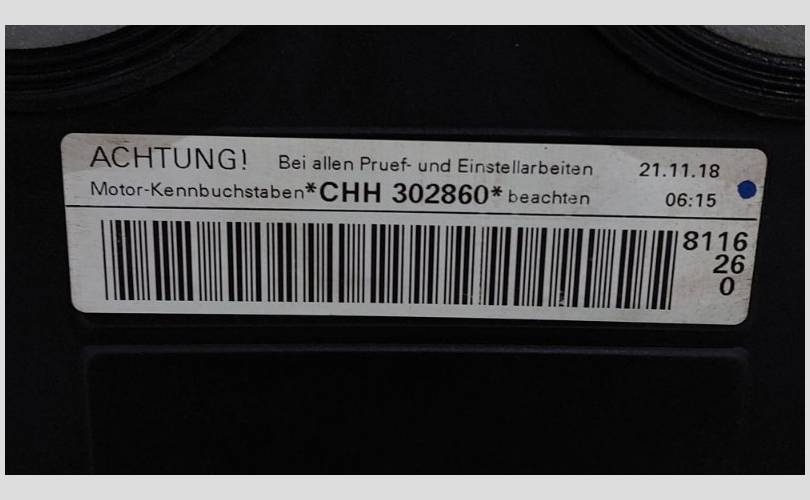 ACHTUNG! Bei allen Pruef- und Einstellarbeiten 21.11.18
Motor-Kennbuchstaben*CHH 302860* beachten 06:15
8116
26
0